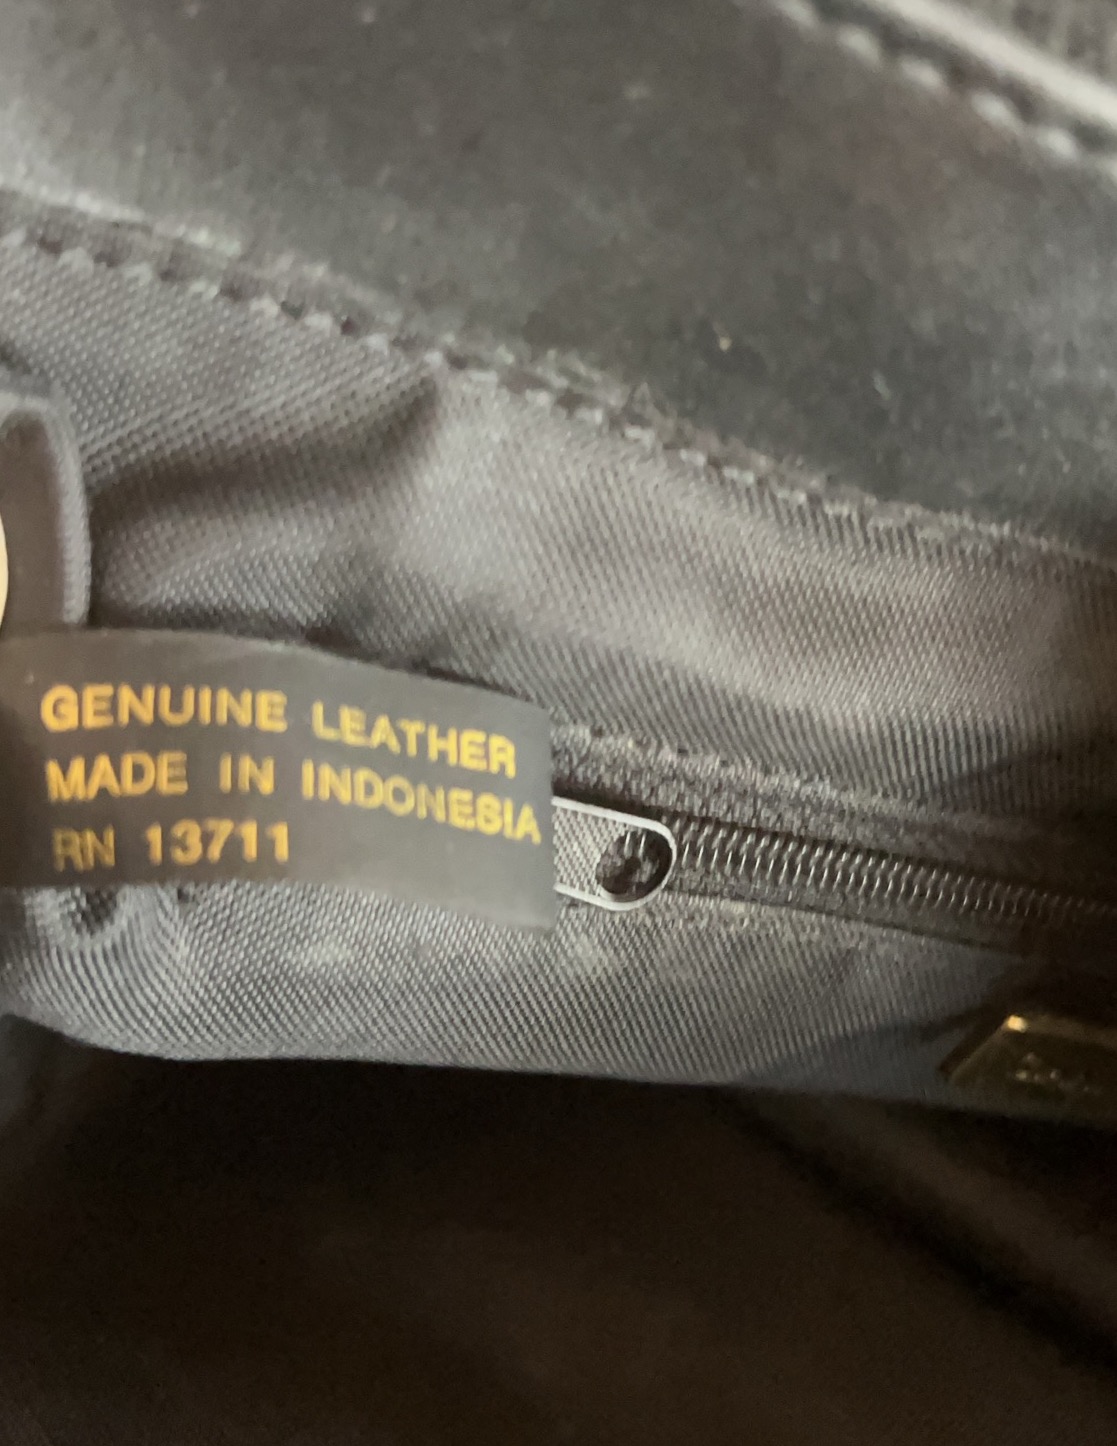 GENUINE LEATHER
MADE IN INDONESIA
RN 13711